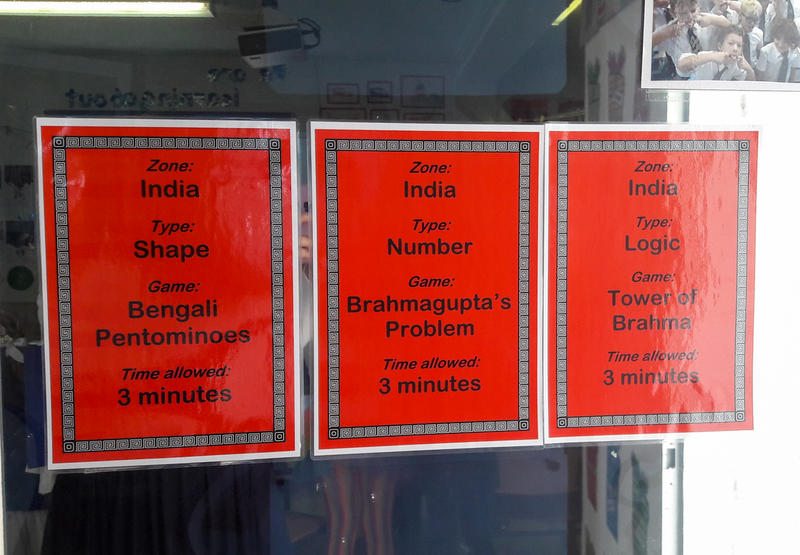 Zone:
India
Type:
Shape
Game:
Bengali
Pentominoes
Time allowed:
3 minutes
Zone:
India
Type:
Number
Game:
Brahmagupta's
Problem
Time allowed:
3 minutes
Zone:
India
Type:
Logic
Game:
Tower of
Brahma
Time allowed:
3 minutes